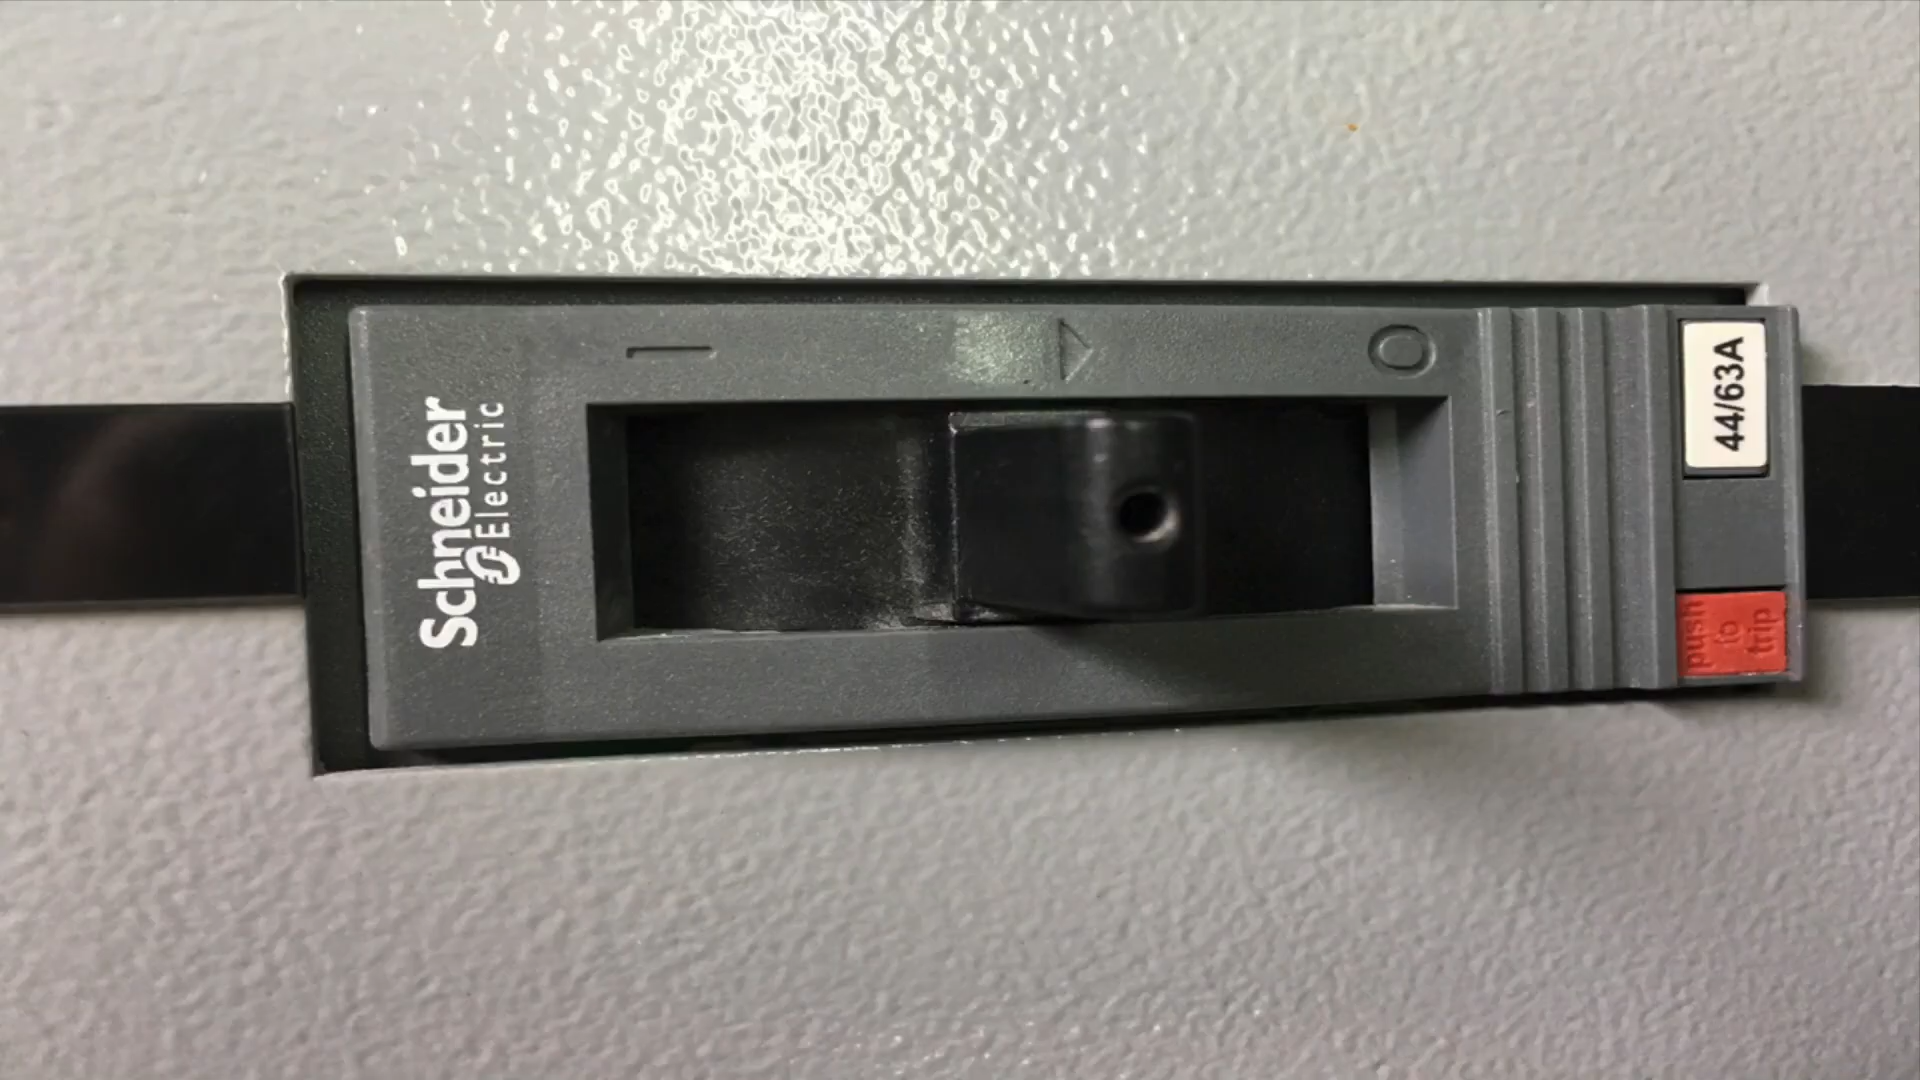 Schneider
Electric
I
O
44/63A
push
to
trip